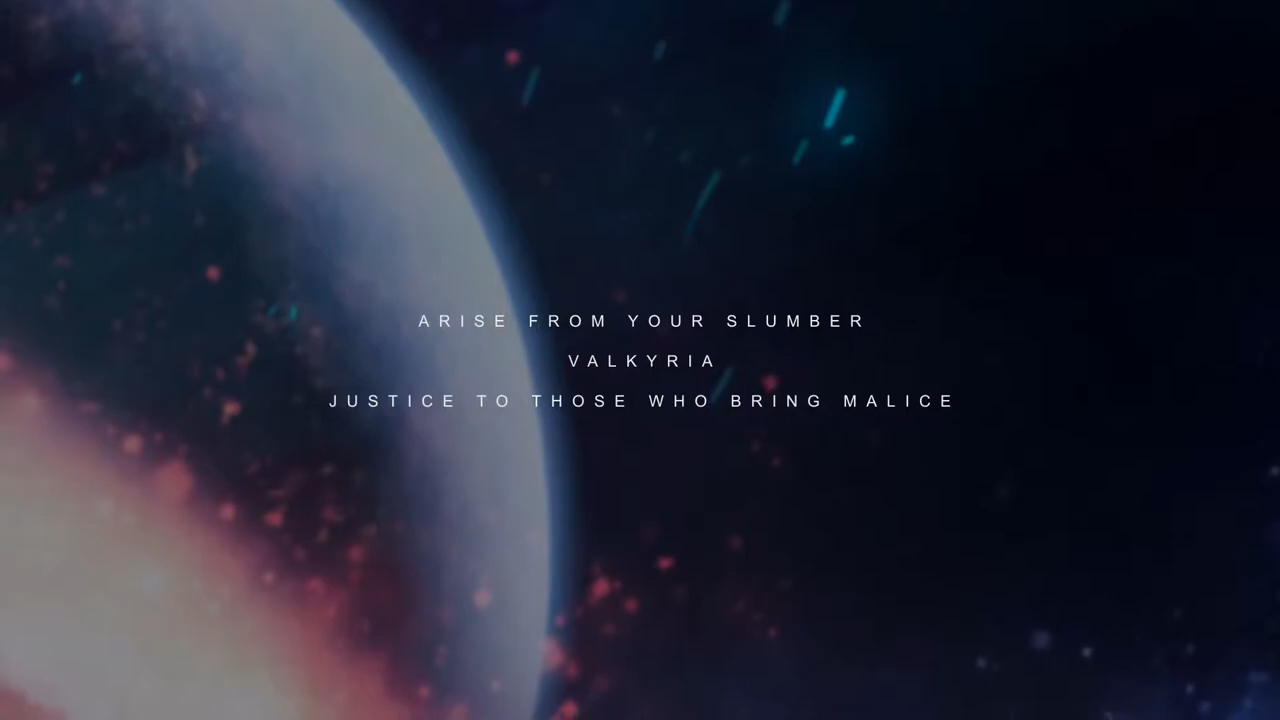 ARISE FROM YOUR SLUMBER
VALKYRIA
JUSTICE TO THOSE WHO BRING MALICE